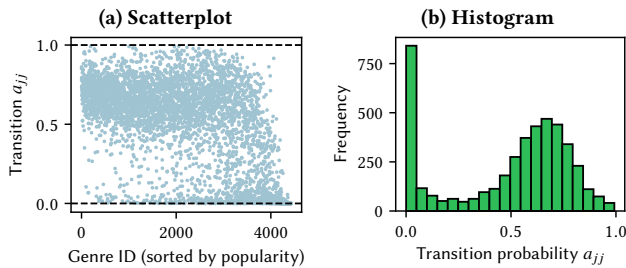 (a) Scatterplot
1.0
0.5
0.0
Transition a_jj
0
2000
4000
Genre ID (sorted by popularity)
(b) Histogram
750
500
250
0
Frequency
0.0
0.5
1.0
Transition probability a_jj